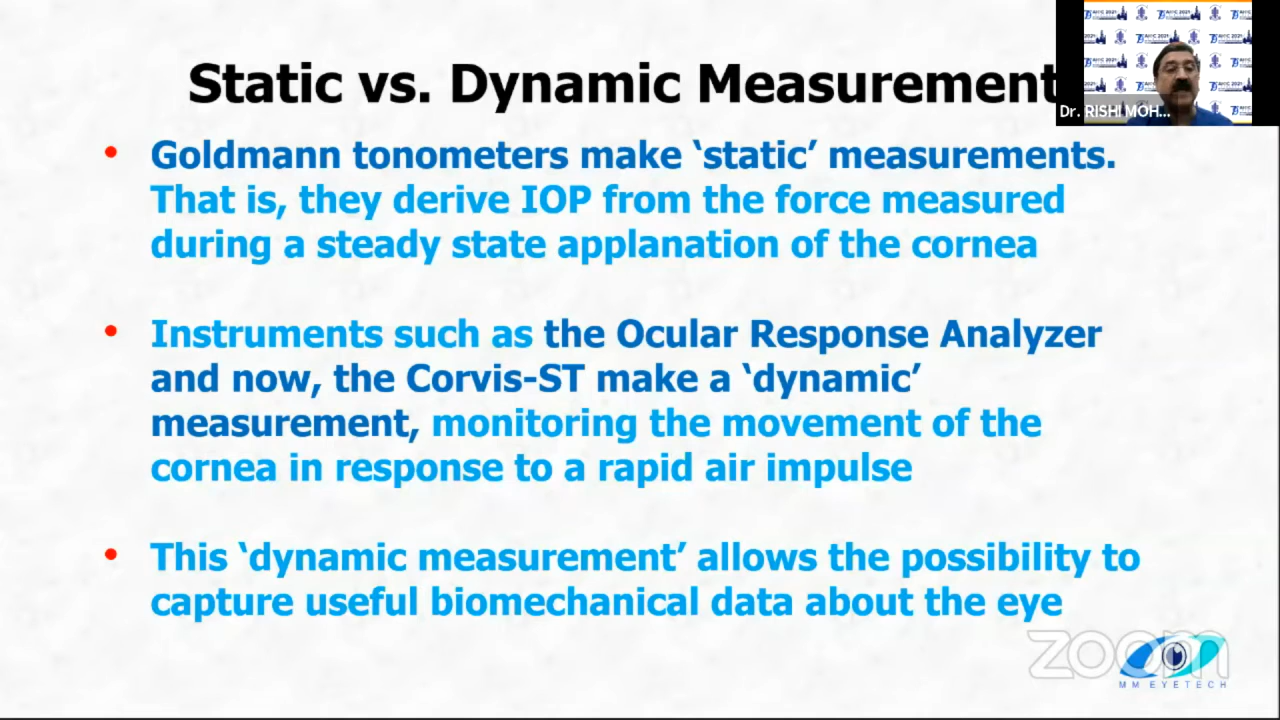 Static vs. Dynamic Measurement
Dr. RISHI MOH...
• Goldmann tonometers make ‘static’ measurements.
That is, they derive IOP from the force measured
during a steady state applanation of the cornea
• Instruments such as the Ocular Response Analyzer
and now, the Corvis-ST make a ‘dynamic’
measurement, monitoring the movement of the
cornea in response to a rapid air impulse
• This ‘dynamic measurement’ allows the possibility to
capture useful biomechanical data about the eye
zoom
MM EYETECH